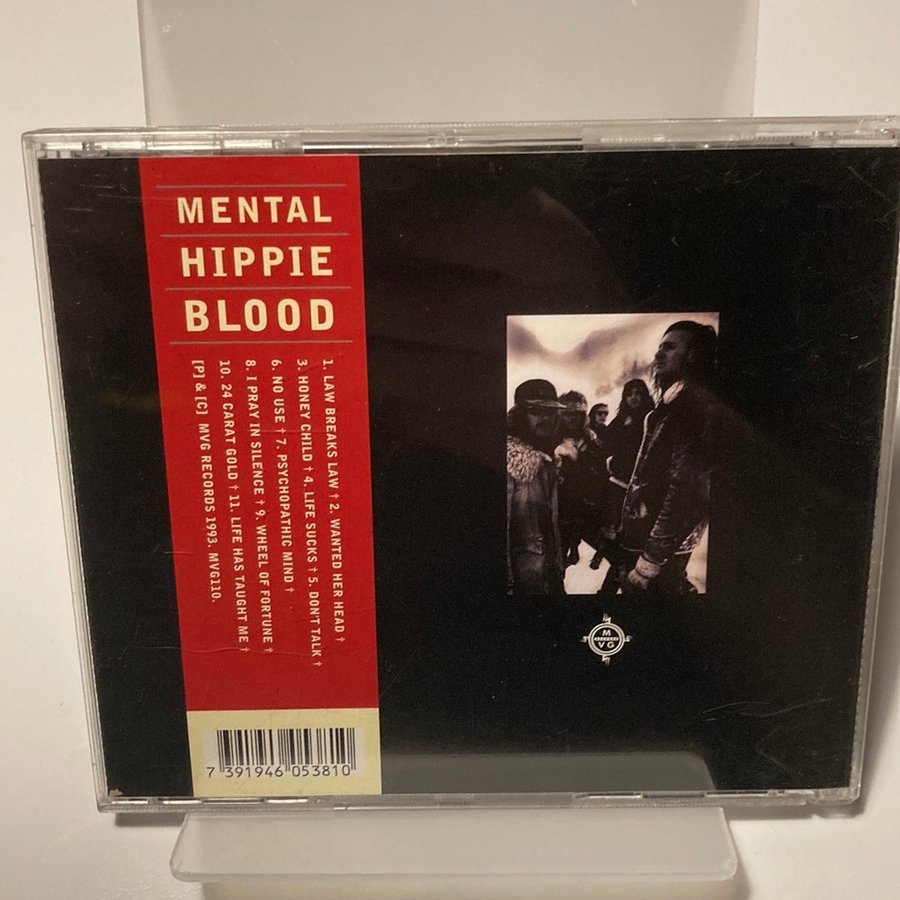 MENTAL
HIPPIE
BLOOD
1. LAW BREAKS LAW † 2. WANTED HER HEAD †
3. HONEY CHILD † 4. LIFE SUCKS † 5. DON'T TALK †
6. NO USE † 7. PSYCHOPATHIC MIND †
8. I PRAY IN SILENCE † 9. WHEEL OF FORTUNE †
10. 24 CARAT GOLD † 11. LIFE HAS TAUGHT ME †
[P] & [C] MVG RECORDS 1993. MVG110.
M
VG
7 391946 053810